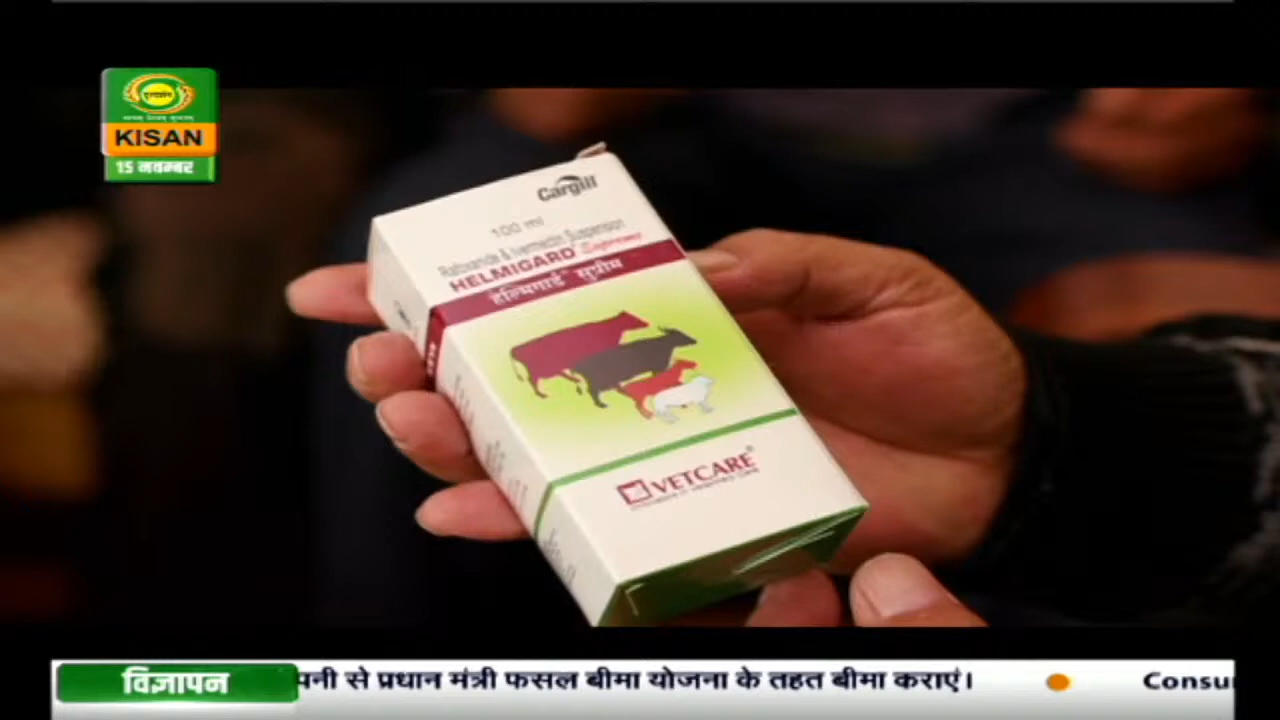 KISAN
15 नवम्बर
Cargill
100 ml
Rafoxanide & Ivermectin Suspension
HELMIGARD Supreme
हेल्मिगार्ड सुप्रीम
VETCARE
विज्ञापन
पनी से प्रधान मंत्री फसल बीमा योजना के तहत बीमा कराएं। Consu